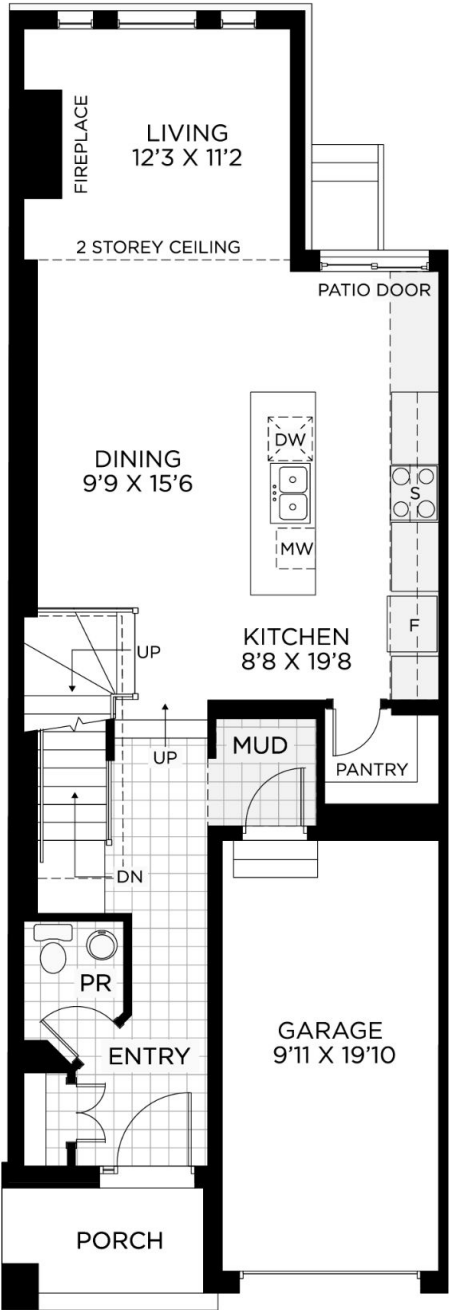 FIREPLACE
LIVING
12'3 X 11'2
2 STOREY CEILING
PATIO DOOR
DW
DINING
9'9 X 15'6
S
MW
F
KITCHEN
8'8 X 19'8
UP
UP
MUD
PANTRY
DN
PR
ENTRY
GARAGE
9'11 X 19'10
PORCH